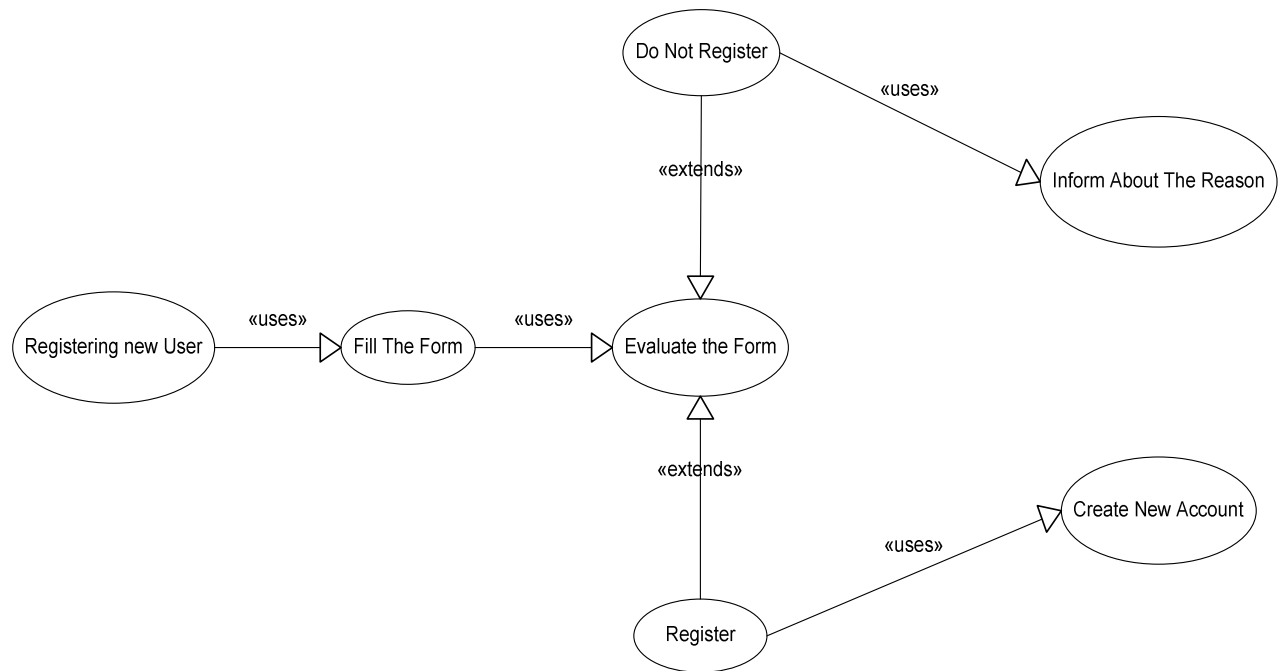 Do Not Register
«uses»
«extends»
Inform About The Reason
«uses»
«uses»
Registering new User
Fill The Form
Evaluate the Form
«extends»
Create New Account
«uses»
Register